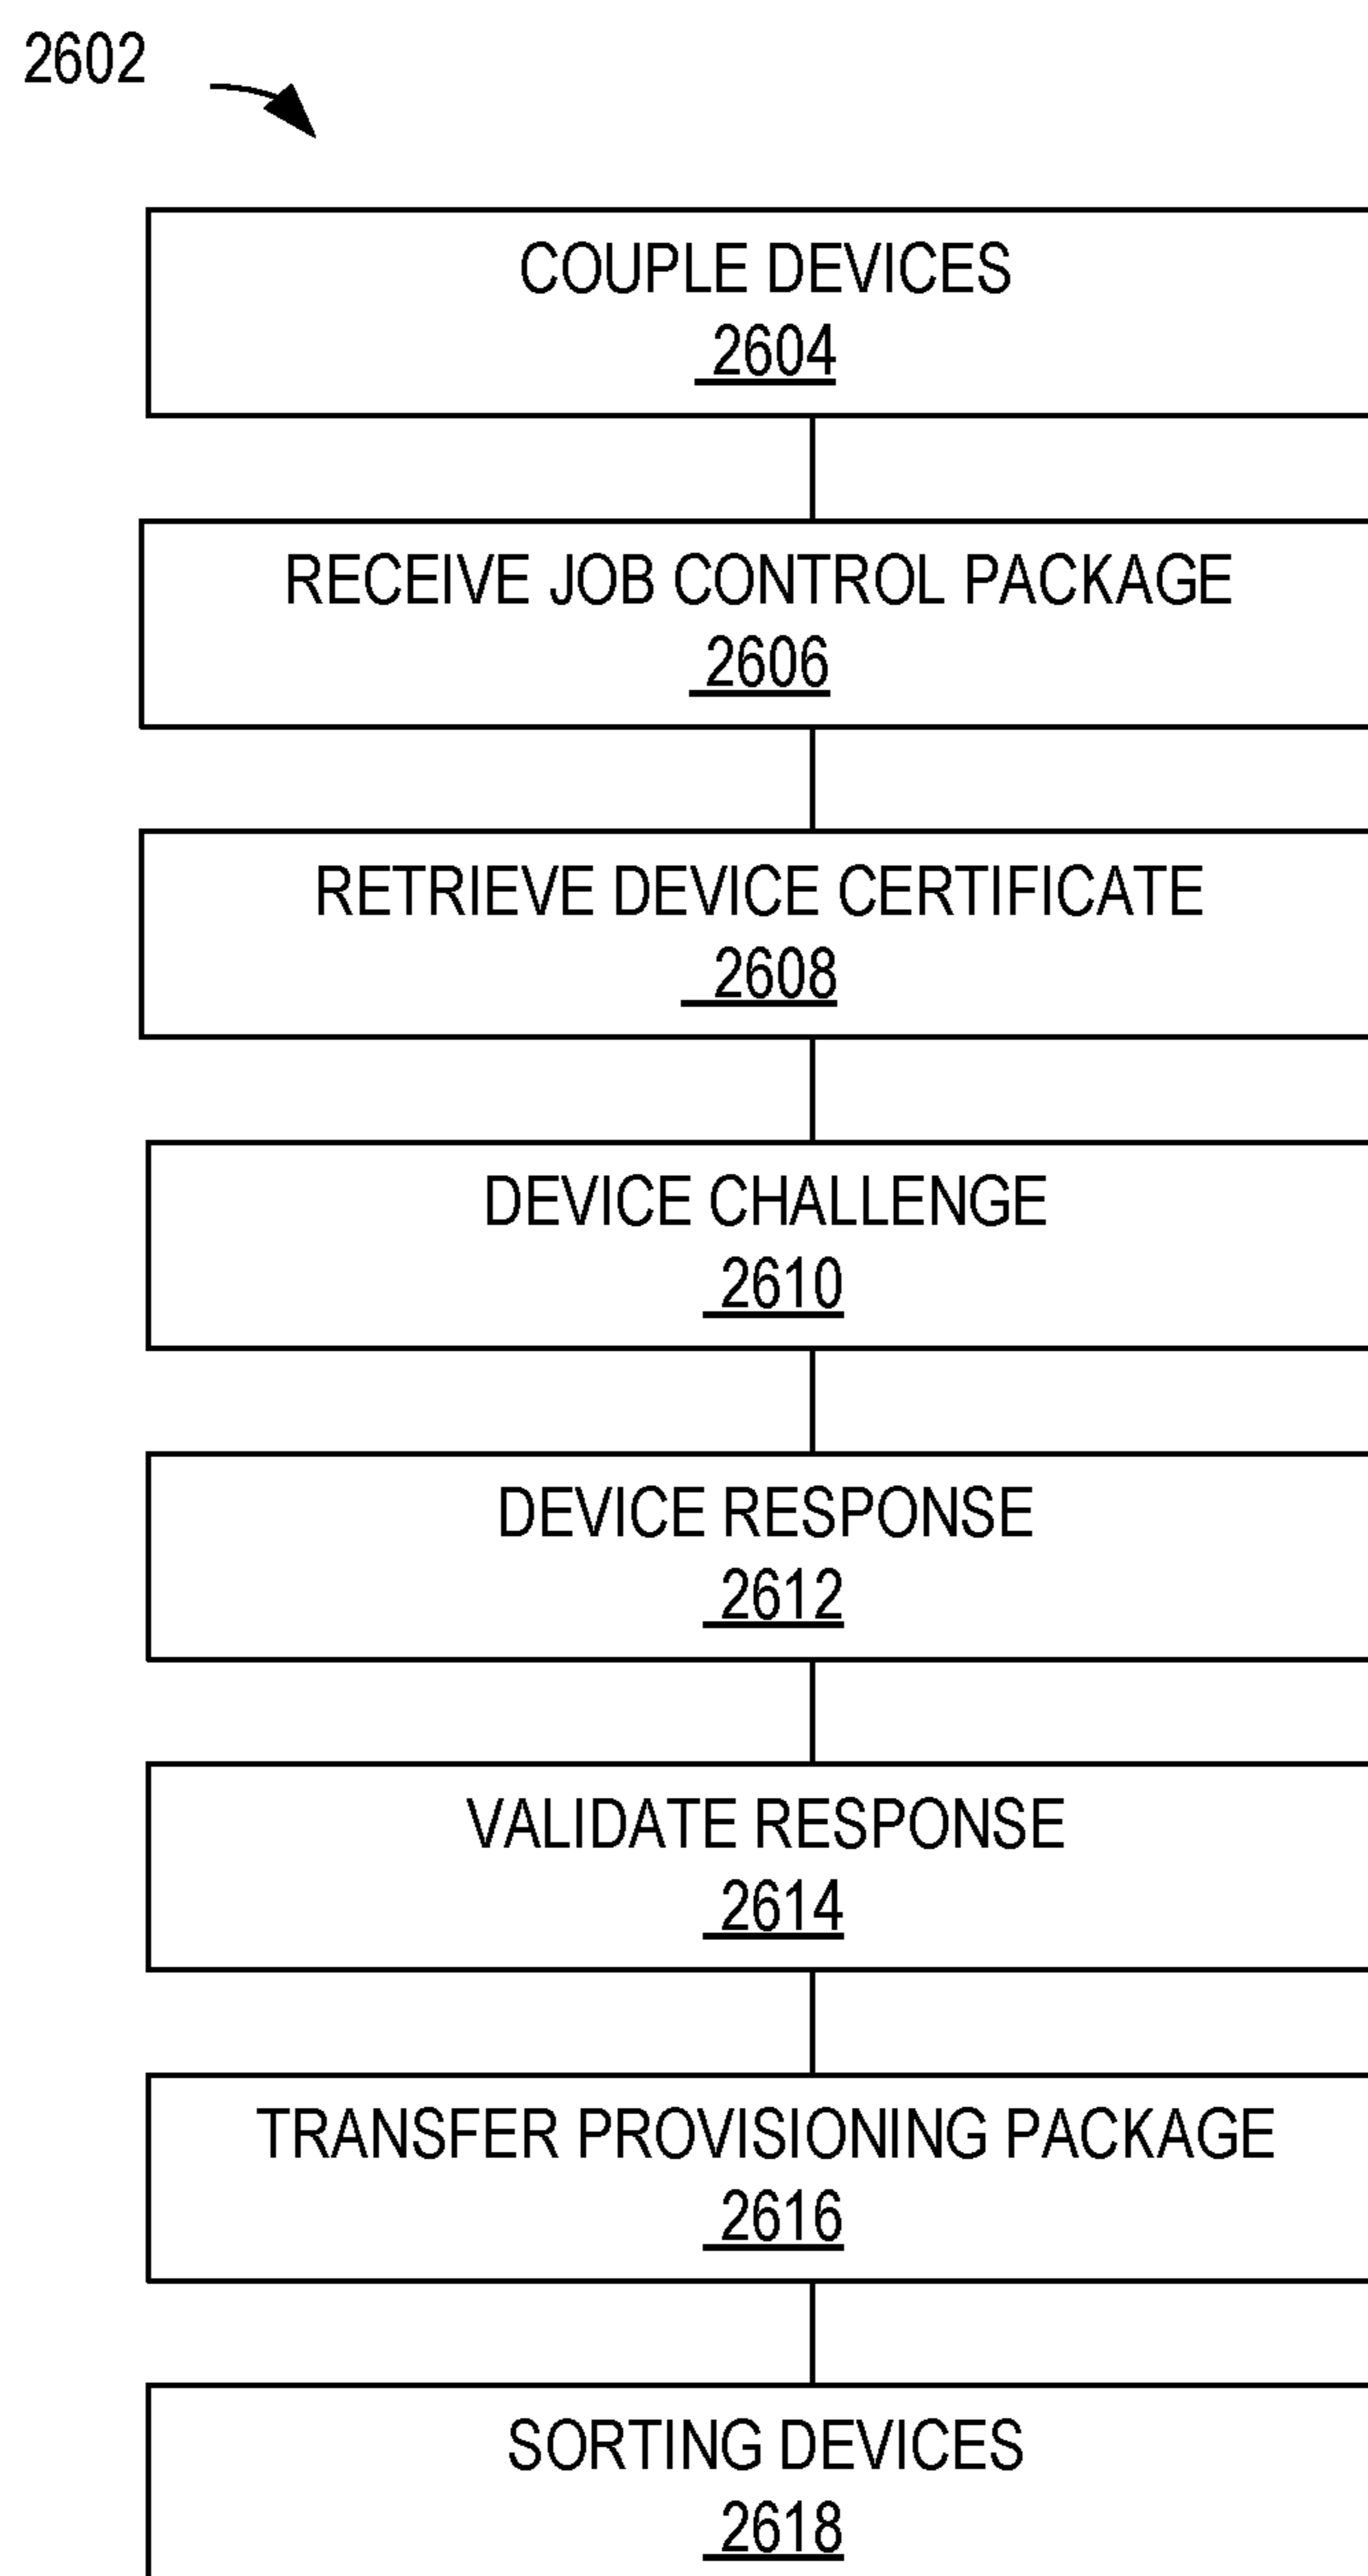 2602
COUPLE DEVICES
2604
RECEIVE JOB CONTROL PACKAGE
2606
RETRIEVE DEVICE CERTIFICATE
2608
DEVICE CHALLENGE
2610
DEVICE RESPONSE
2612
VALIDATE RESPONSE
2614
TRANSFER PROVISIONING PACKAGE
2616
SORTING DEVICES
2618